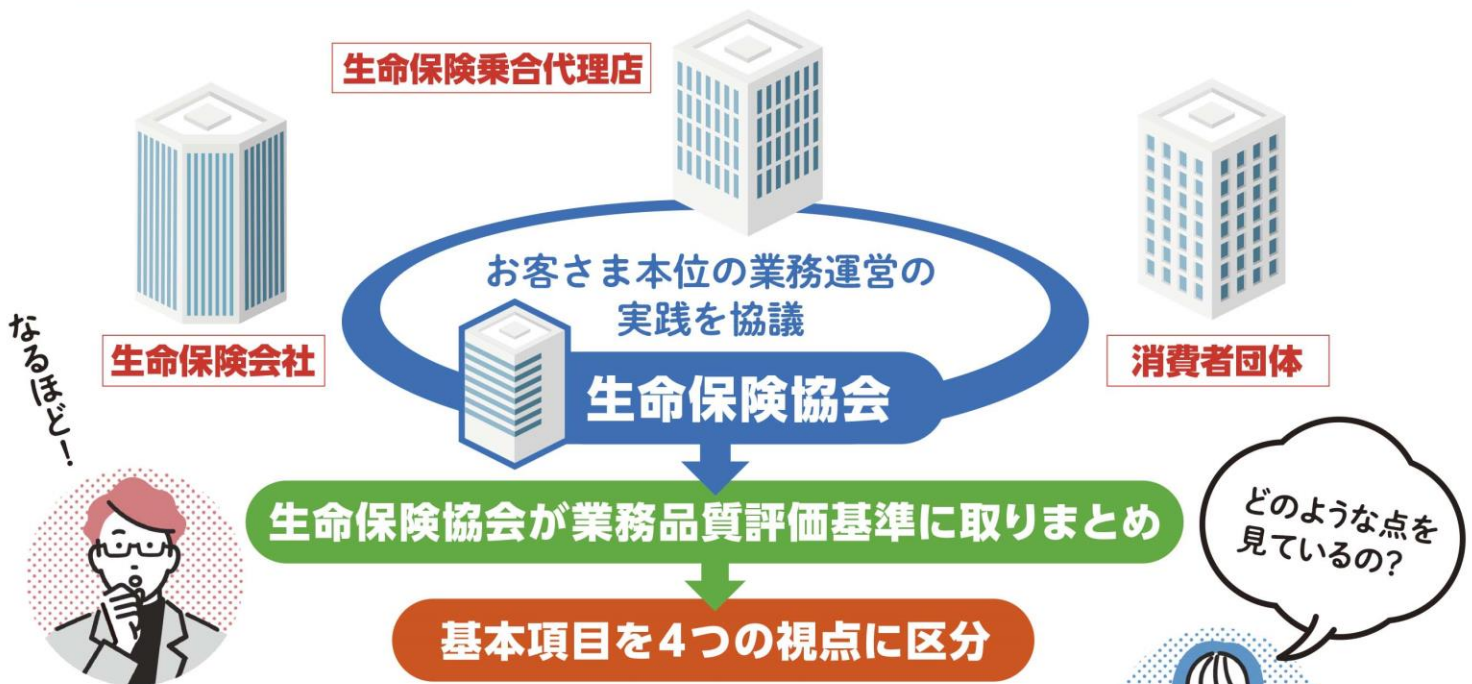 生命保険乗合代理店
生命保険会社
お客さま本位の業務運営の
実践を協議
生命保険協会
消費者団体
なるほど！
生命保険協会が業務品質評価基準に取りまとめ
どのような点を
見ているの？
基本項目を4つの視点に区分